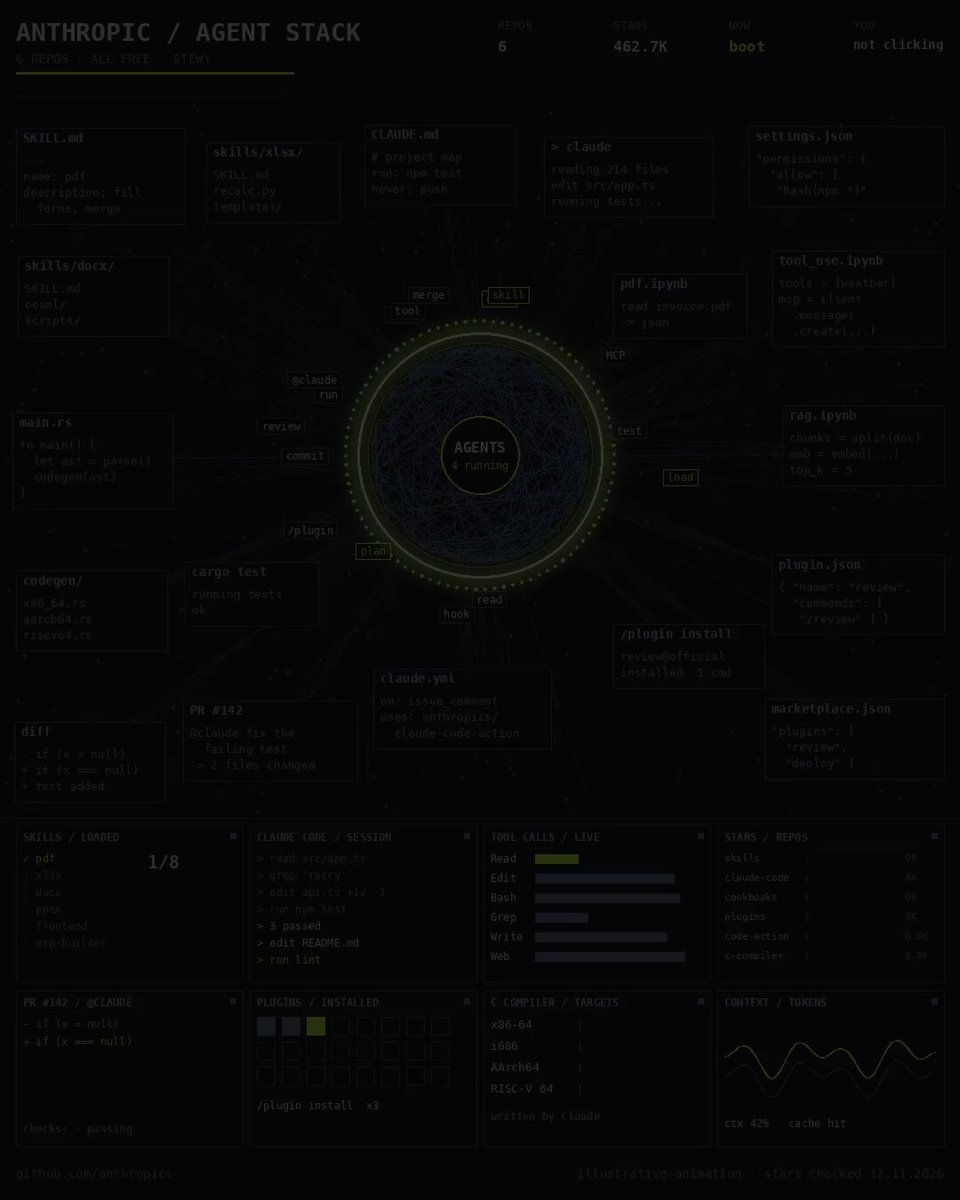 ANTHROPIC / AGENT STACK
6 REPOS · ALL FREE · STEWY
REPOS
6
STARS
462.7K
NOW
boot
YOU
not clicking
SKILL.md
---
name: pdf
description: fill
forms, merge
skills/xlsx/
SKILL.md
recalc.py
templates/
CLAUDE.md
# project map
run: npm test
never: push
> claude
reading 214 files
edit src/app.ts
running tests...
settings.json
"permissions": {
"allow": [
"Bash(npm *)"
skills/docx/
SKILL.md
ooxml/
scripts/
pdf.ipynb
read invoice.pdf
-> json
tool_use.ipynb
tools = [weather]
msg = client
.messages
.create(...)
merge
tool
skill
MCP
@claude
run
review
commit
test
load
/plugin
plan
read
hook
AGENTS
4 running
main.rs
fn main() {
let ast = parse()
codegen(ast)
}
rag.ipynb
chunks = split(doc)
emb = embed(...)
top_k = 5
codegen/
x86_64.rs
aarch64.rs
riscv64.rs
cargo test
running tests
ok
plugin.json
{ "name": "review",
"commands": [
"/review" ] }
/plugin install
review@official
installed 1 cmd
claude.yml
on: issue_comment
uses: anthropics/
claude-code-action
PR #142
@claude fix the
failing test
-> 2 files changed
marketplace.json
"plugins": [
"review",
"deploy" ]
diff
- if (x = null)
+ if (x === null)
+ test added
SKILLS / LOADED
1/8
✓ pdf
· xlsx
· docx
· pptx
· frontend
· mcp-builder
CLAUDE CODE / SESSION
> read src/app.ts
> grep 'retry'
> edit api.ts +12 -3
> run npm test
> 3 passed
> edit README.md
> run lint
TOOL CALLS / LIVE
Read
Edit
Bash
Grep
Write
Web
STARS / REPOS
skills 0K
claude-code 0K
cookbooks 0K
plugins 0K
code-action 0.0K
c-compiler 0.0K
PR #142 / @CLAUDE
- if (x = null)
+ if (x === null)
checks: ✓ passing
PLUGINS / INSTALLED
/plugin install x3
C COMPILER / TARGETS
x86-64
i686
AArch64
RISC-V 64
written by Claude
CONTEXT / TOKENS
ctx 42% cache hit
github.com/anthropics
illustrative animation · stars checked 12.11.2026